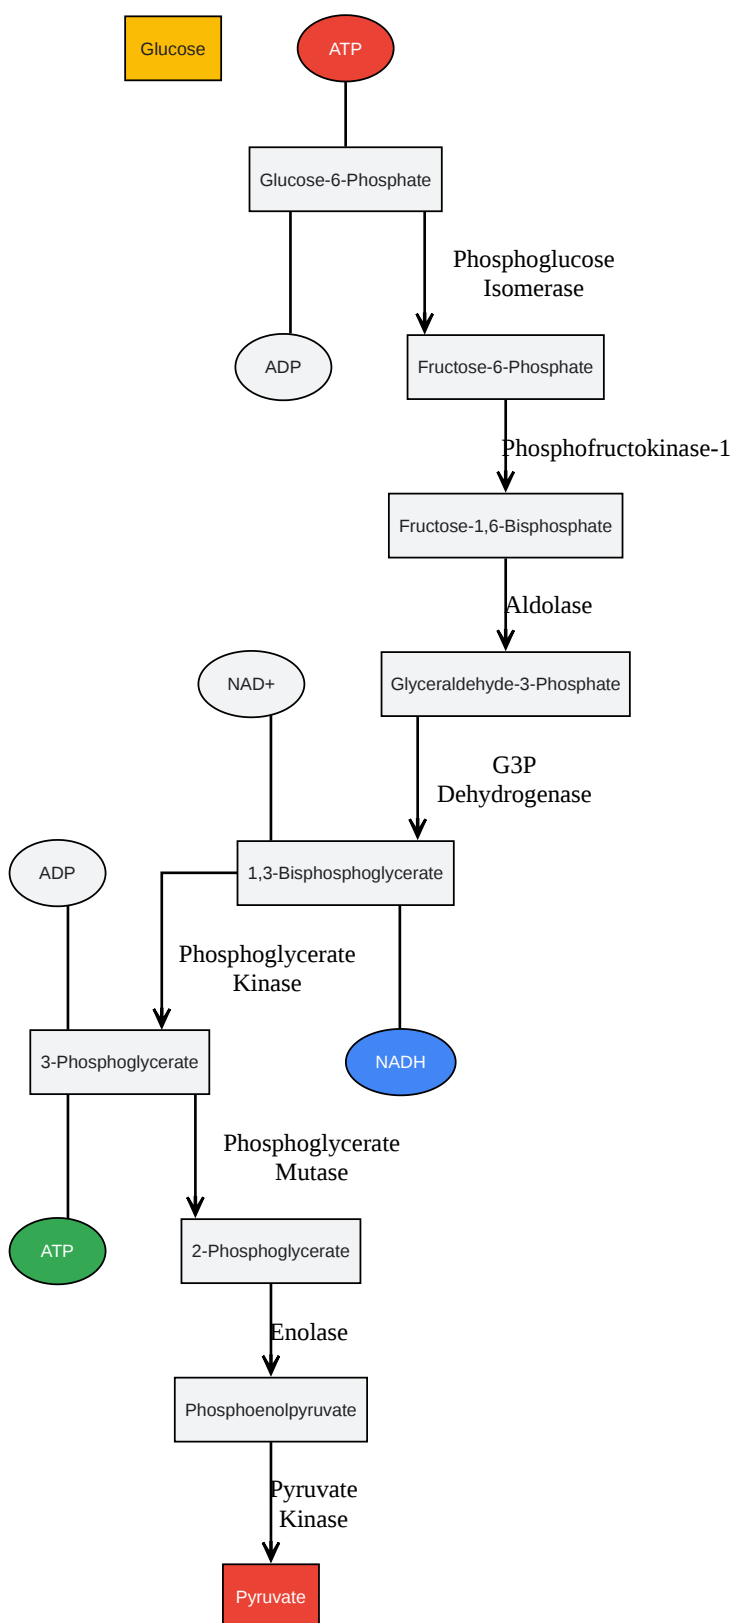 Glucose
ATP
Glucose-6-Phosphate
Phosphoglucose
Isomerase
ADP
Fructose-6-Phosphate
Phosphofructokinase-1
Fructose-1,6-Bisphosphate
Aldolase
NAD+
Glyceraldehyde-3-Phosphate
G3P
Dehydrogenase
ADP
1,3-Bisphosphoglycerate
Phosphoglycerate
Kinase
3-Phosphoglycerate
NADH
Phosphoglycerate
Mutase
ATP
2-Phosphoglycerate
Enolase
Phosphoenolpyruvate
Pyruvate
Kinase
Pyruvate